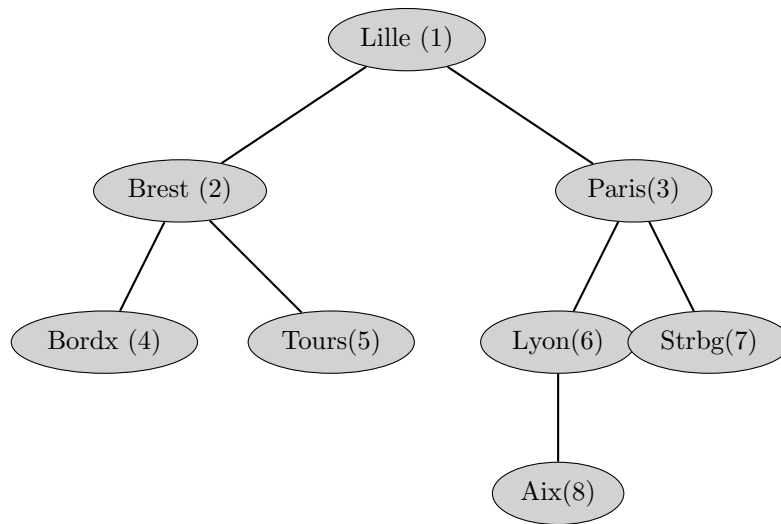 Lille (1)
Brest (2)
Paris(3)
Bordx (4)
Tours(5)
Lyon(6)
Strbg(7)
Aix(8)